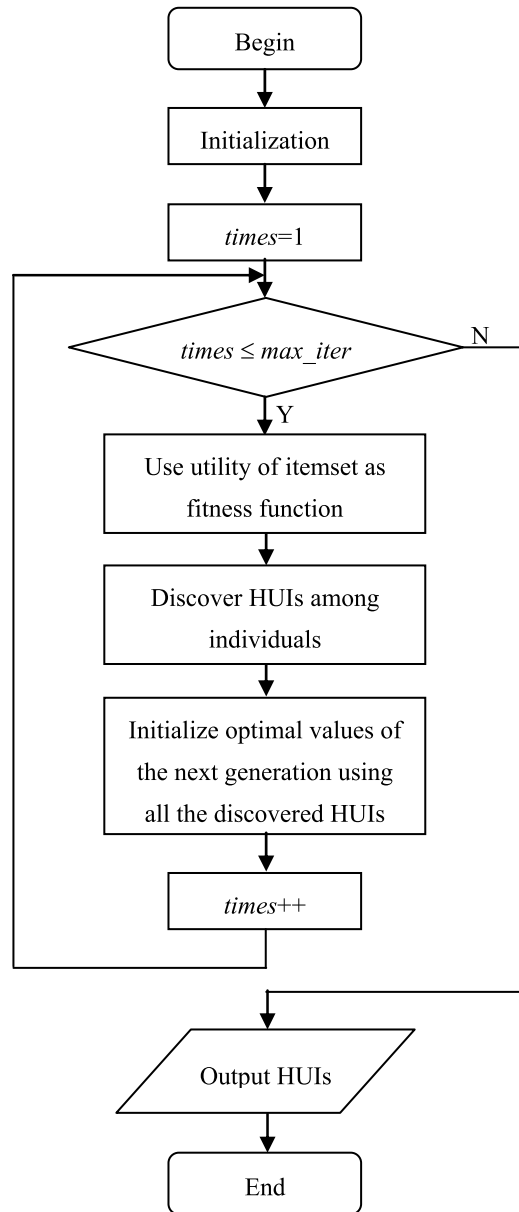 Begin
Initialization
times=1
times ≤ max_iter
N
Y
Use utility of itemset as
fitness function
Discover HUIs among
individuals
Initialize optimal values of
the next generation using
all the discovered HUIs
times++
Output HUIs
End